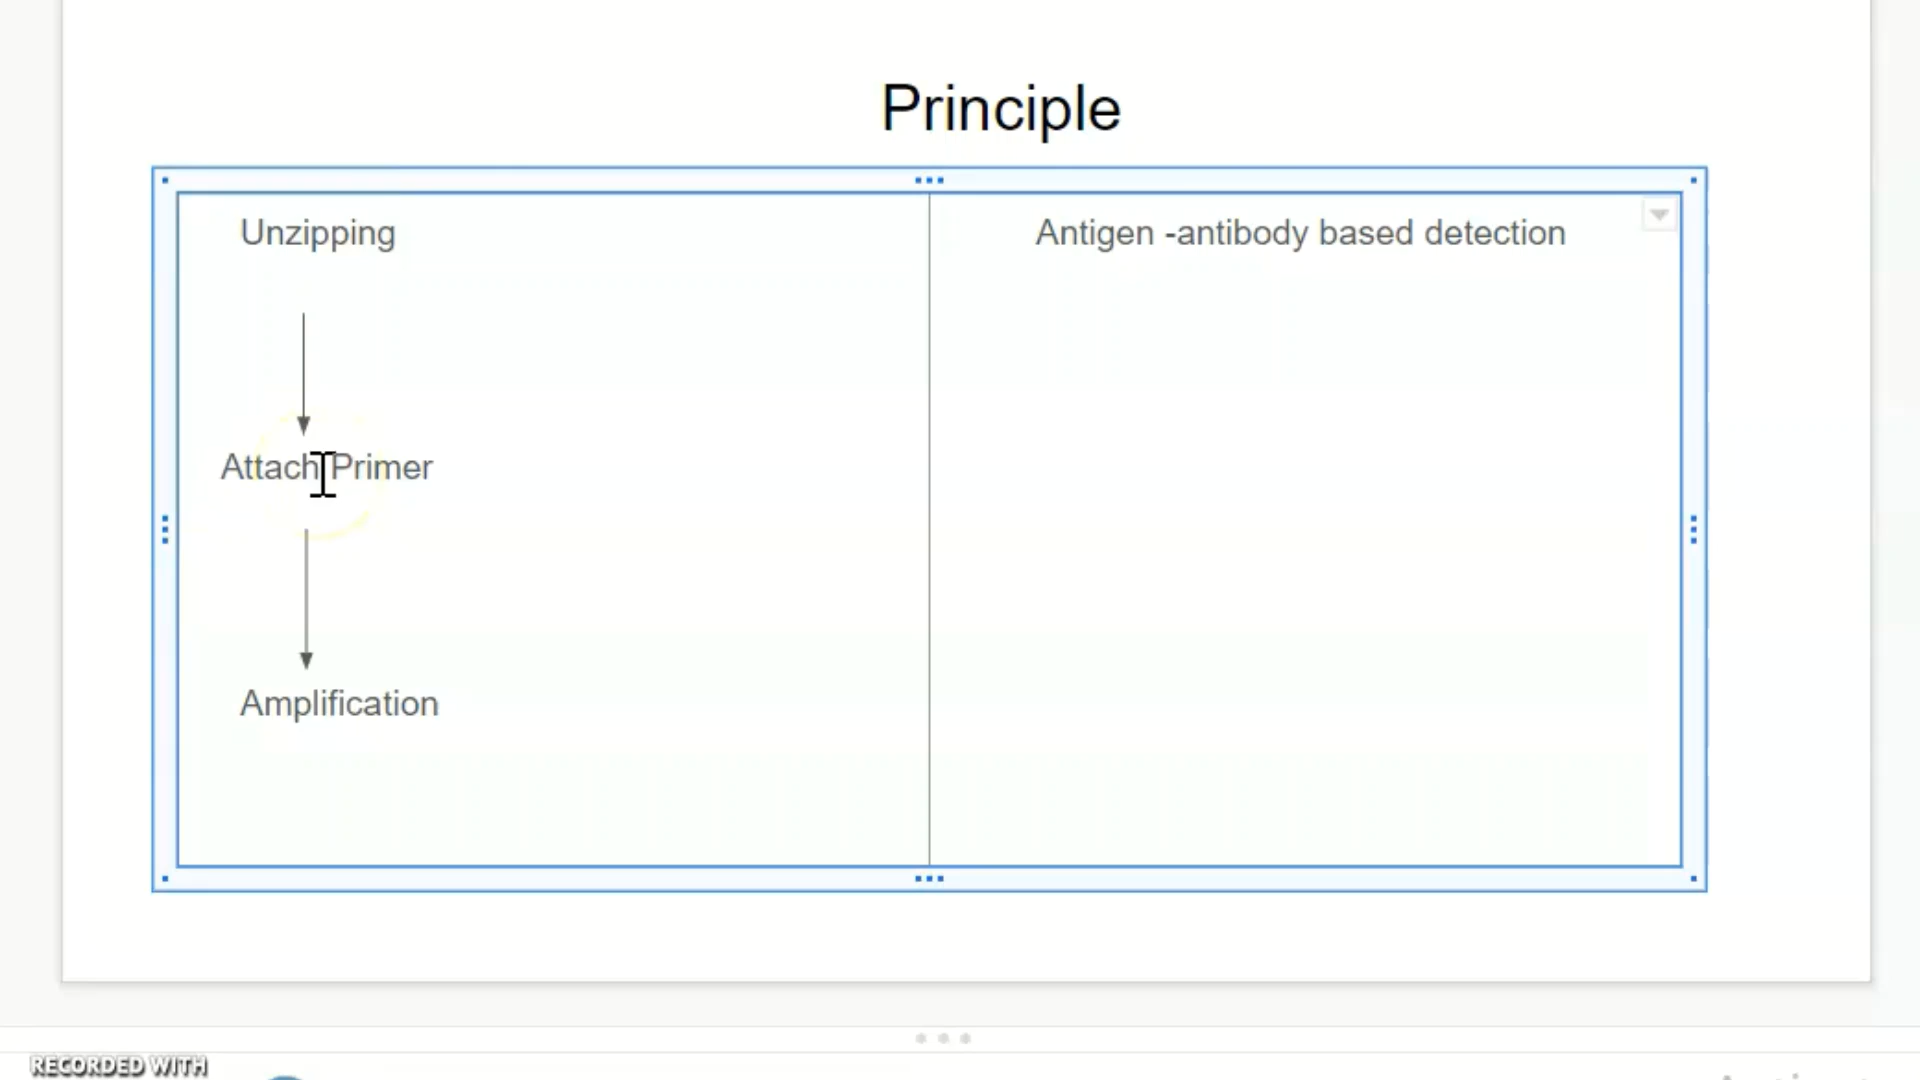 Principle
Unzipping
Antigen -antibody based detection
Attach Primer
Amplification
RECORDED WITH